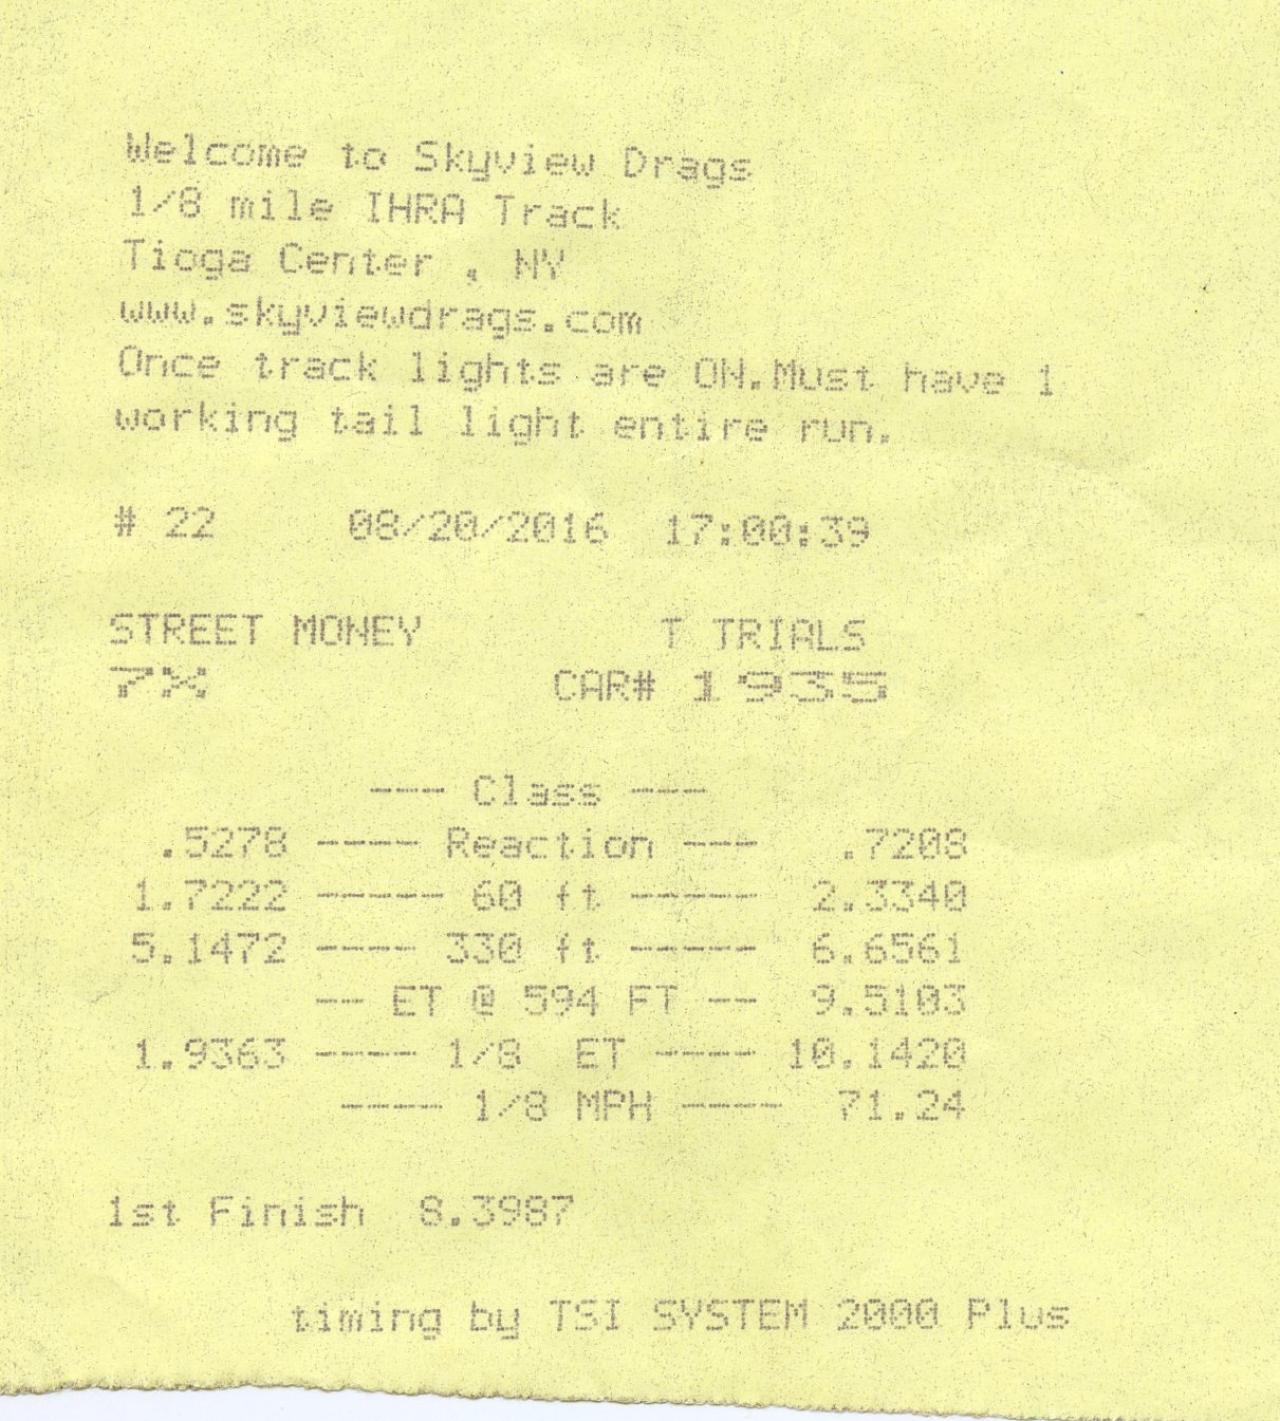 Welcome to Skyview Drags
1/8 mile IHRA Track
Tioga Center , NY
www.skyviewdrags.com
Once track lights are ON.Must have 1
working tail light entire run.
# 22 08/20/2016 17:00:39
STREET MONEY T TRIALS
7X CAR# 1935
--- Class ---
.5278 ---- Reaction --- .7208
1.7222 ----- 60 ft ----- 2.3340
5.1472 ---- 330 ft ----- 6.6561
-- ET @ 594 FT -- 9.5103
1.9363 ---- 1/8 ET ---- 10.1420
---- 1/8 MPH ---- 71.24
1st Finish 8.3987
timing by TSI SYSTEM 2000 Plus